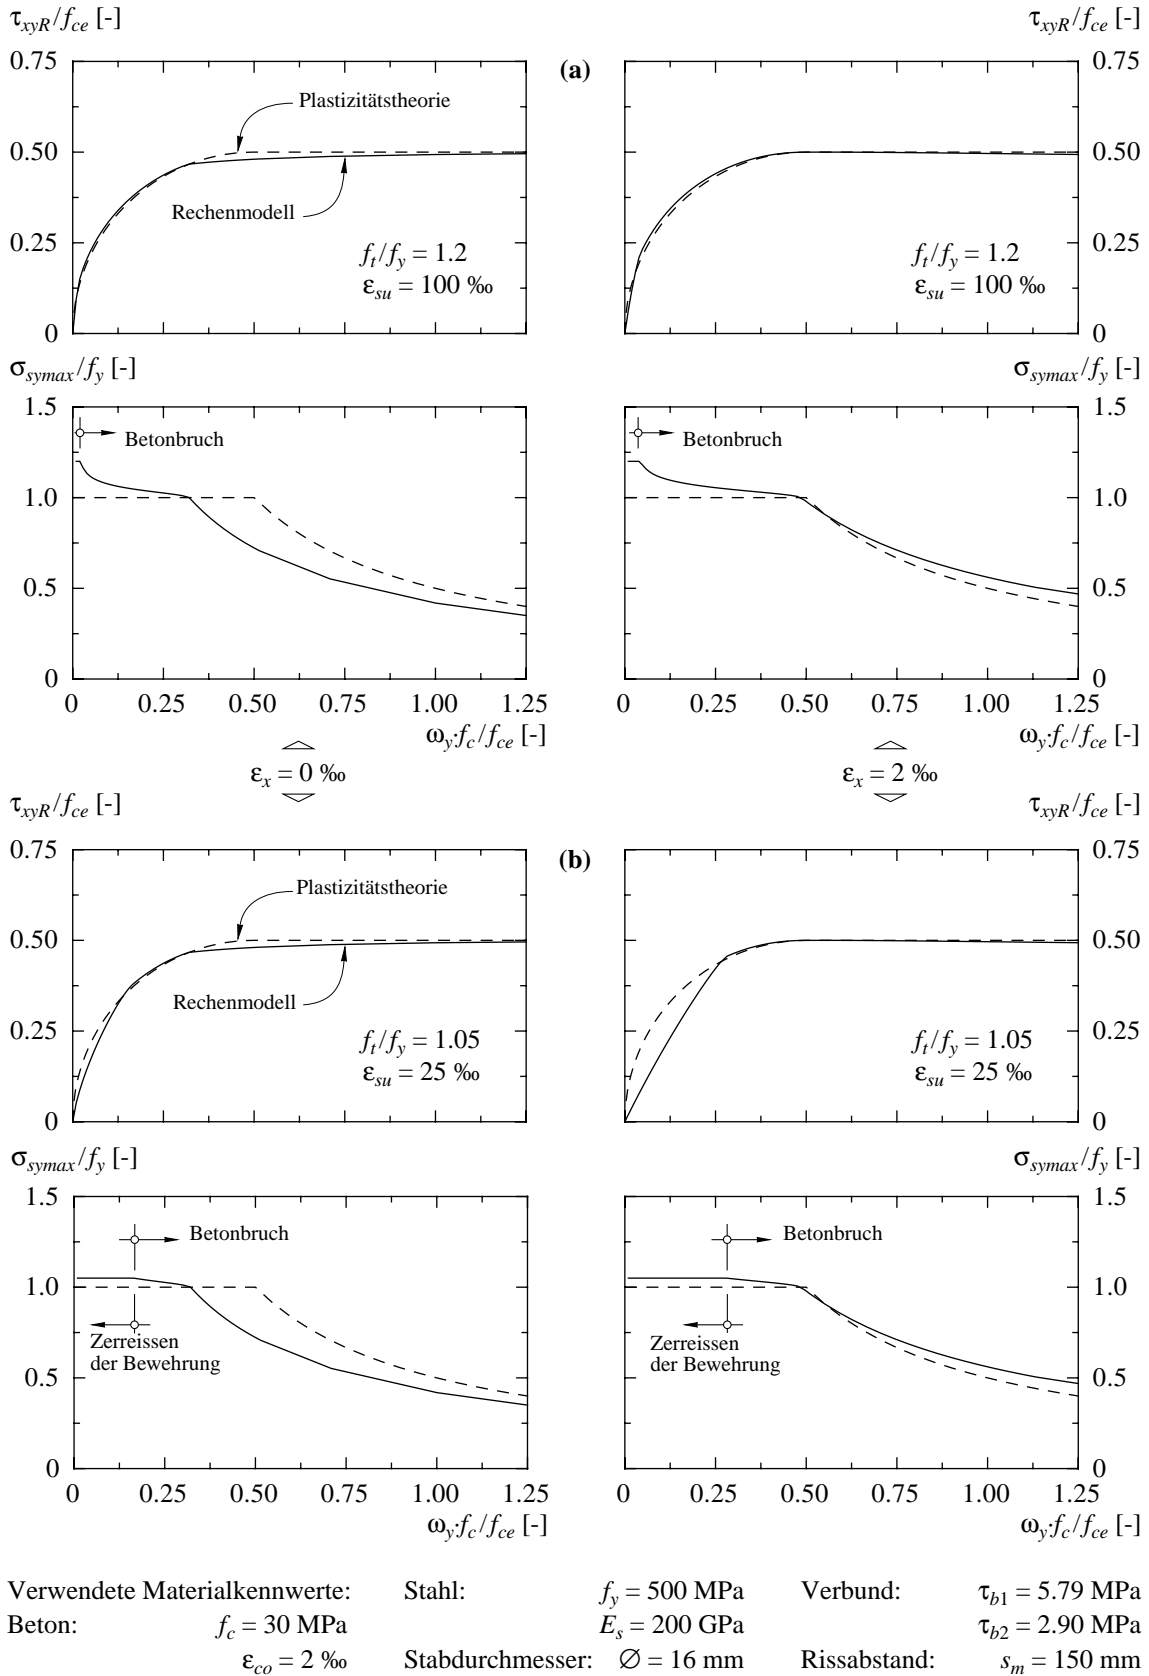 τxyR/fce [-]
τxyR/fce [-]
(a)
0.75
0.50
0.25
0
Plastizitätstheorie
Rechenmodell
ft/fy = 1.2
εsu = 100 ‰
ft/fy = 1.2
εsu = 100 ‰
0.75
0.50
0.25
0
σsymax/fy [-]
σsymax/fy [-]
1.5
1.0
0.5
0
Betonbruch
Betonbruch
1.5
1.0
0.5
0
0 0.25 0.50 0.75 1.00 1.25
0 0.25 0.50 0.75 1.00 1.25
ωy·fc/fce [-]
ωy·fc/fce [-]
εx = 0 ‰
εx = 2 ‰
τxyR/fce [-]
τxyR/fce [-]
(b)
0.75
0.50
0.25
0
Plastizitätstheorie
Rechenmodell
ft/fy = 1.05
εsu = 25 ‰
ft/fy = 1.05
εsu = 25 ‰
0.75
0.50
0.25
0
σsymax/fy [-]
σsymax/fy [-]
1.5
1.0
0.5
0
Betonbruch
Zerreissen
der Bewehrung
Betonbruch
Zerreissen
der Bewehrung
1.5
1.0
0.5
0
0 0.25 0.50 0.75 1.00 1.25
0 0.25 0.50 0.75 1.00 1.25
ωy·fc/fce [-]
ωy·fc/fce [-]
Verwendete Materialkennwerte: Stahl: fy = 500 MPa Verbund: τb1 = 5.79 MPa
Beton: fc = 30 MPa Es = 200 GPa τb2 = 2.90 MPa
εco = 2 ‰ Stabdurchmesser: ∅ = 16 mm Rissabstand: sm = 150 mm